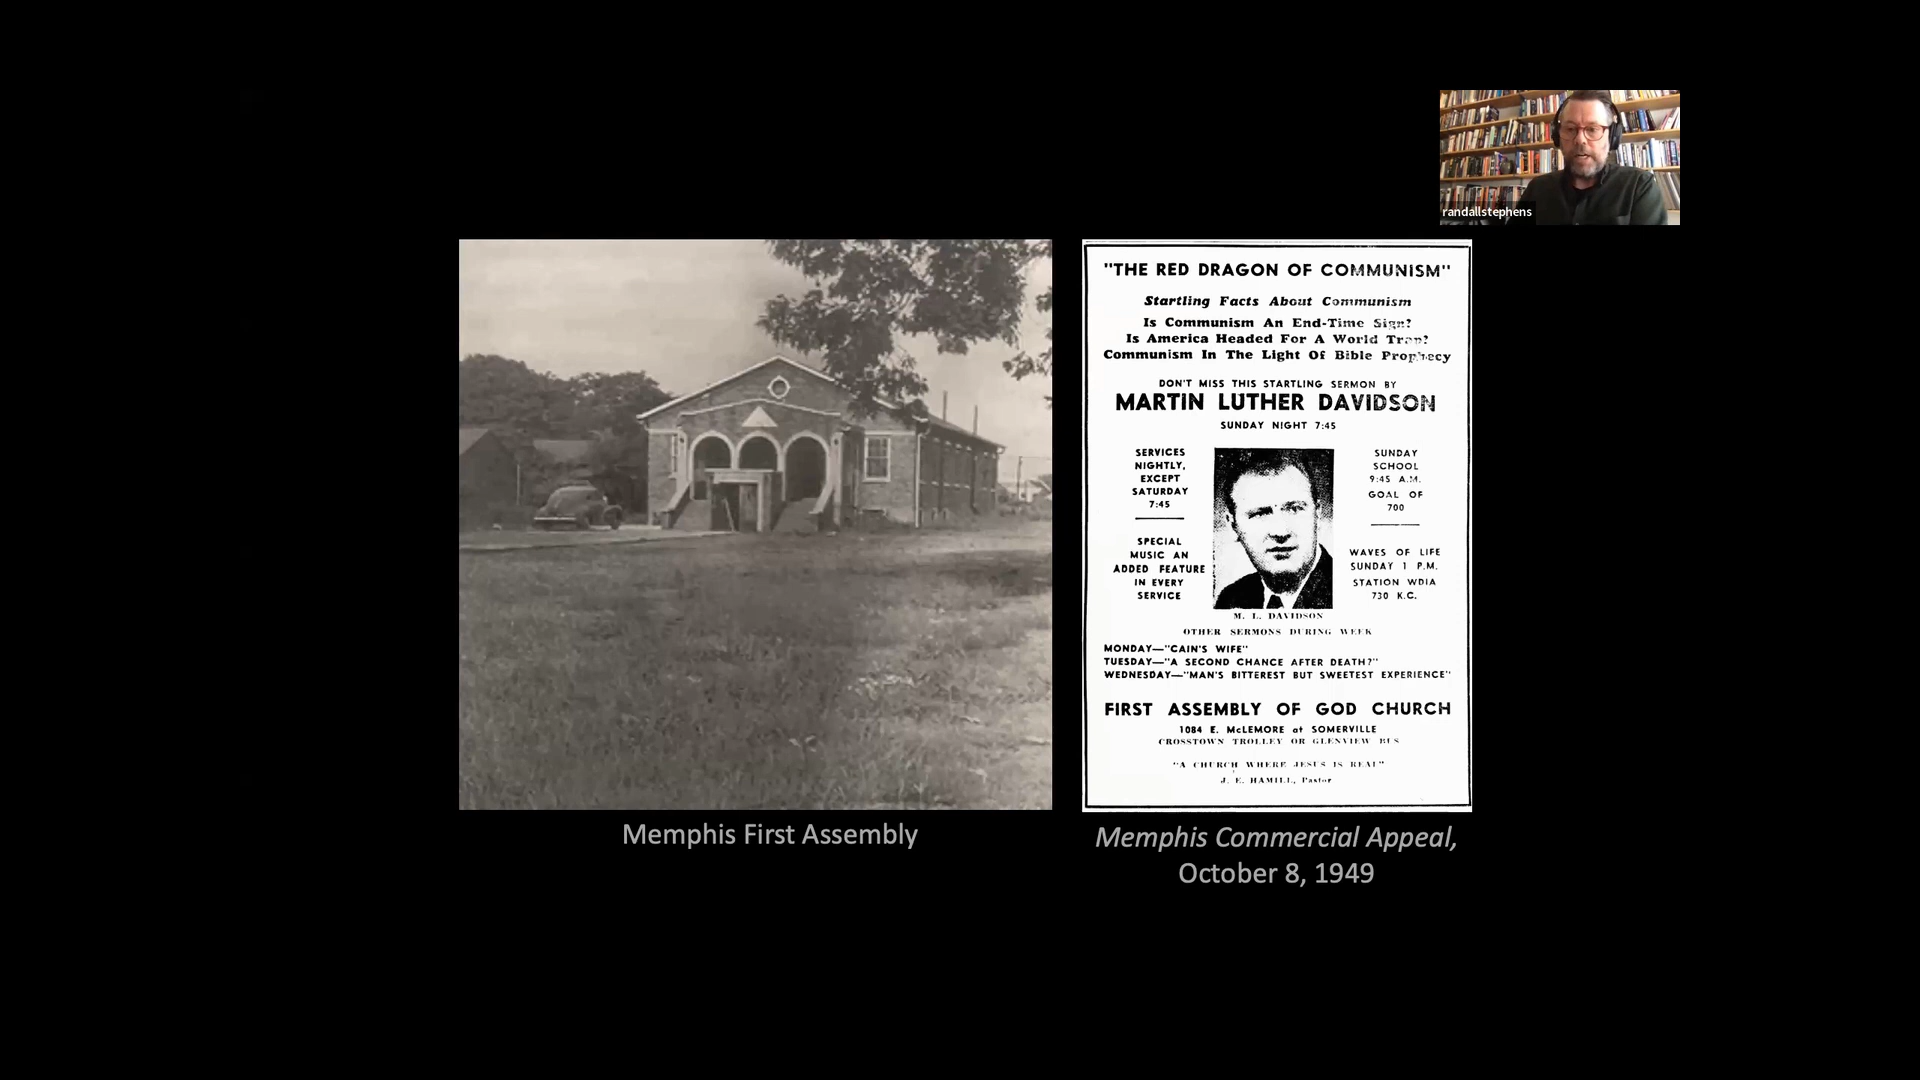 randallstephens
"THE RED DRAGON OF COMMUNISM"
Startling Facts About Communism
Is Communism An End-Time Sign?
Is America Headed For A World Trap?
Communism In The Light Of Bible Prophecy
DON'T MISS THIS STARTLING SERMON BY
MARTIN LUTHER DAVIDSON
SUNDAY NIGHT 7:45
SERVICES
NIGHTLY,
EXCEPT
SATURDAY
7:45
SPECIAL
MUSIC AN
ADDED FEATURE
IN EVERY
SERVICE
SUNDAY
SCHOOL
9:45 A.M.
GOAL OF
700
WAVES OF LIFE
SUNDAY 1 P.M.
STATION WDIA
730 K.C.
M. L. DAVIDSON
OTHER SERMONS DURING WEEK
MONDAY—"CAIN'S WIFE"
TUESDAY—"A SECOND CHANCE AFTER DEATH?"
WEDNESDAY—"MAN'S BITTEREST BUT SWEETEST EXPERIENCE"
FIRST ASSEMBLY OF GOD CHURCH
1084 E. McLEMORE at SOMERVILLE
CROSSTOWN TROLLEY OR GLENVIEW BUS
"A CHURCH WHERE JESUS IS REAL"
J. E. HAMILL, Pastor
Memphis First Assembly
Memphis Commercial Appeal,
October 8, 1949